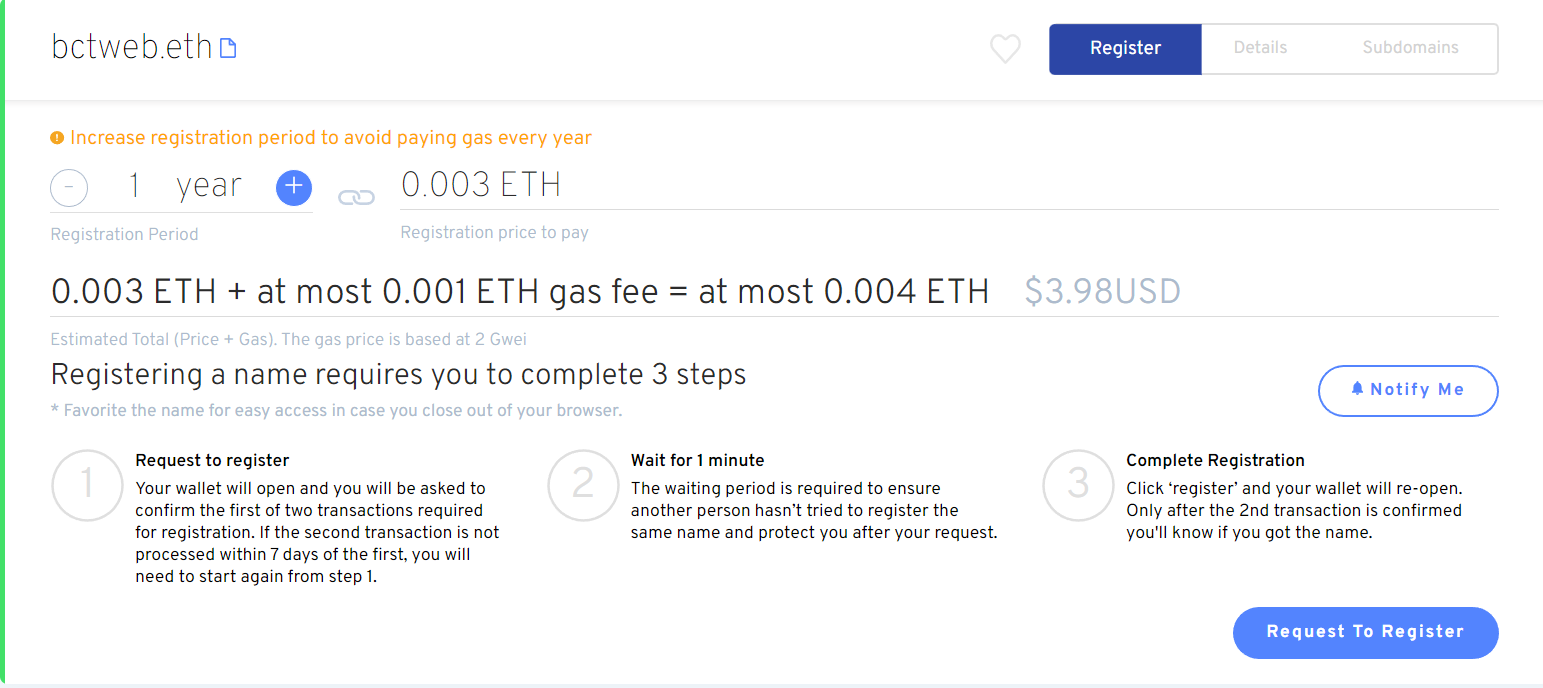 bctweb.eth
Register
Details
Subdomains
Increase registration period to avoid paying gas every year
1 year
0.003 ETH
Registration Period
Registration price to pay
0.003 ETH + at most 0.001 ETH gas fee = at most 0.004 ETH $3.98USD
Estimated Total (Price + Gas). The gas price is based at 2 Gwei
Registering a name requires you to complete 3 steps
* Favorite the name for easy access in case you close out of your browser.
Notify Me
1
Request to register
Your wallet will open and you will be asked to
confirm the first of two transactions required
for registration. If the second transaction is not
processed within 7 days of the first, you will
need to start again from step 1.
2
Wait for 1 minute
The waiting period is required to ensure
another person hasn’t tried to register the
same name and protect you after your request.
3
Complete Registration
Click ‘register’ and your wallet will re-open.
Only after the 2nd transaction is confirmed
you'll know if you got the name.
Request To Register